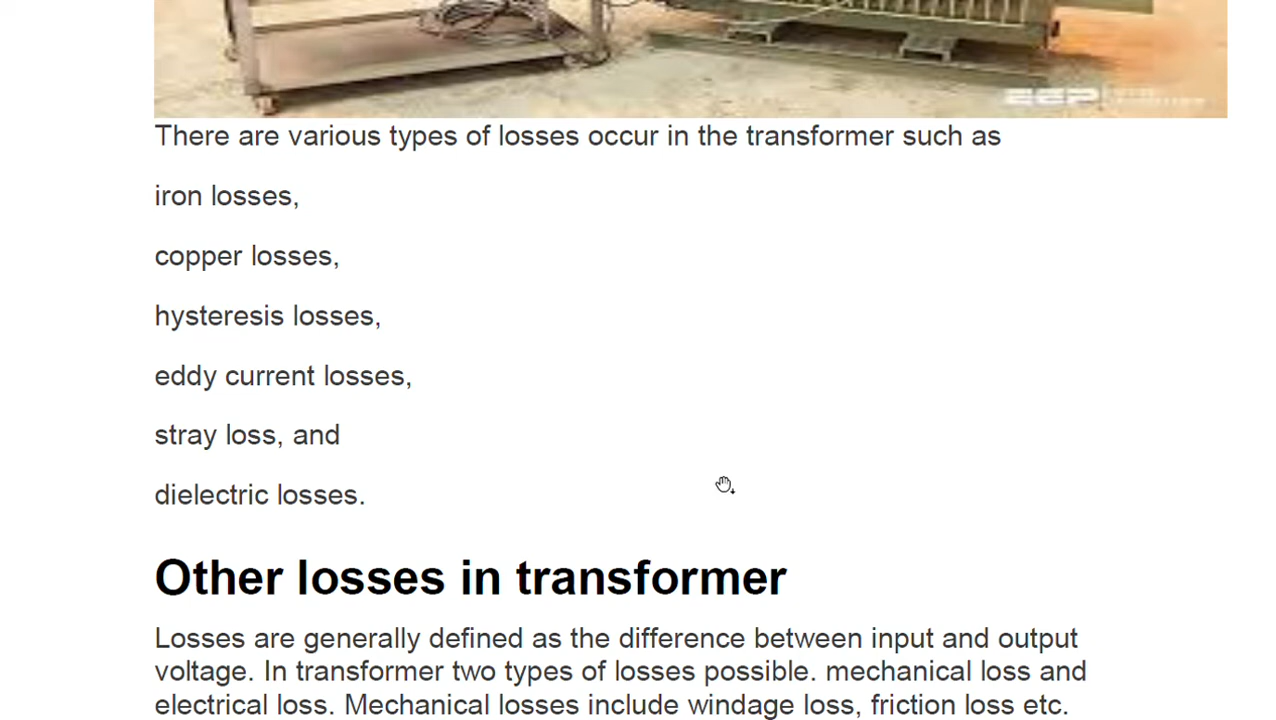 EEP
There are various types of losses occur in the transformer such as
iron losses,
copper losses,
hysteresis losses,
eddy current losses,
stray loss, and
dielectric losses.
Other losses in transformer
Losses are generally defined as the difference between input and output
voltage. In transformer two types of losses possible. mechanical loss and
electrical loss. Mechanical losses include windage loss, friction loss etc.